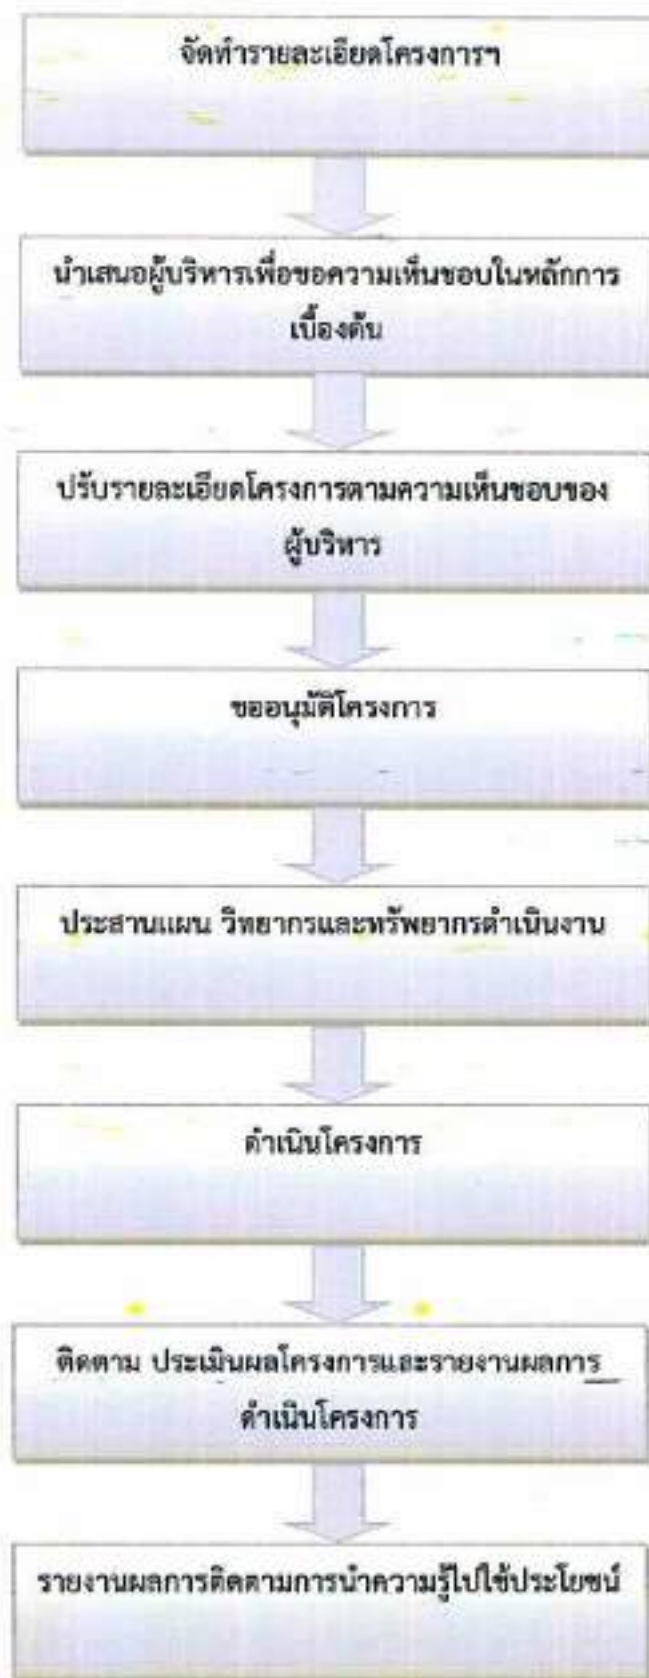 จัดทำรายละเอียดโครงการฯ
นำเสนอผู้บริหารเพื่อขอความเห็นชอบในหลักการ
เบื้องต้น
ปรับรายละเอียดโครงการตามความเห็นชอบของ
ผู้บริหาร
ขออนุมัติโครงการ
ประสานแผน วิทยากรและทรัพยากรดำเนินงาน
ดำเนินโครงการ
ติดตาม ประเมินผลโครงการและรายงานผลการ
ดำเนินโครงการ
รายงานผลการติดตามการนำความรู้ไปใช้ประโยชน์